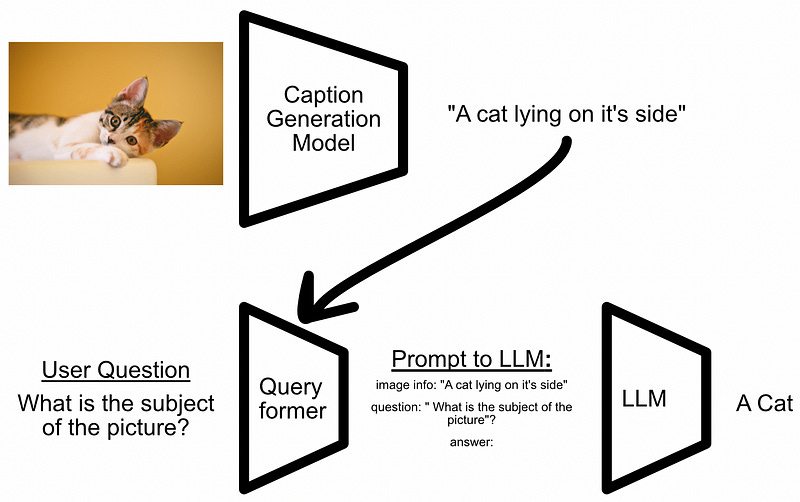 Caption
Generation
Model
"A cat lying on it's side"
User Question
What is the subject
of the picture?
Query
former
Prompt to LLM:
image info: "A cat lying on it's side"
question: " What is the subject of the
picture"?
answer:
LLM
A Cat